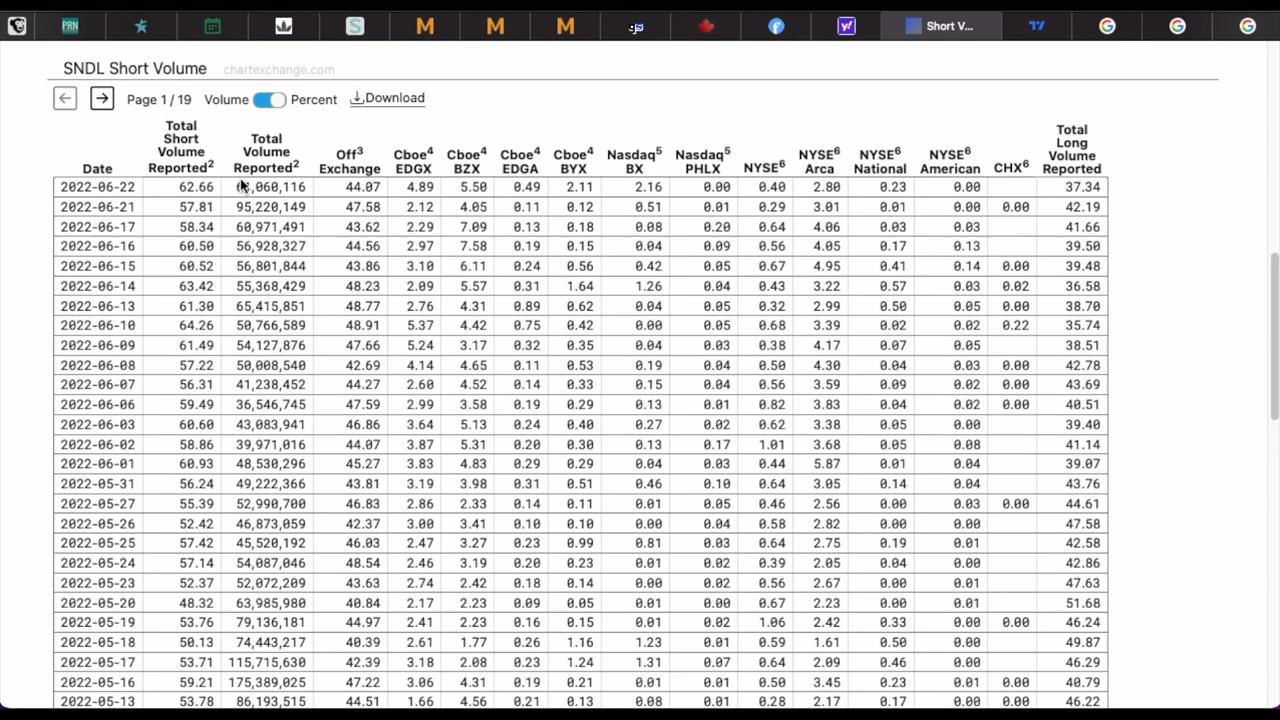 PRN
Short V...
SNDL Short Volume chartexchange.com
Page 1 / 19 Volume Percent Download
Date Total Short Volume Reported2 Total Volume Reported2 Off3 Exchange Cboe4 EDGX Cboe4 BZX Cboe4 EDGA Cboe4 BYX Nasdaq5 BX Nasdaq5 PHLX NYSE6 NYSE6 Arca NYSE6 National NYSE6 American CHX6 Total Long Volume Reported
2022-06-22 62.66 44.07 4.89 5.50 0.49 2.11 2.16 0.00 0.40 2.80 0.23 0.00 37.34
2022-06-21 57.81 95,220,149 47.58 2.12 4.05 0.11 0.12 0.51 0.01 0.29 3.01 0.01 0.00 0.00 42.19
2022-06-17 58.34 60,971,491 43.62 2.29 7.09 0.13 0.18 0.08 0.20 0.64 4.06 0.03 0.03 41.66
2022-06-16 60.50 56,928,327 44.56 2.97 7.58 0.19 0.15 0.04 0.09 0.56 4.05 0.17 0.13 39.50
2022-06-15 60.52 56,801,844 43.86 3.10 6.11 0.24 0.56 0.42 0.05 0.67 4.95 0.41 0.14 0.00 39.48
2022-06-14 63.42 55,368,429 48.23 2.09 5.57 0.31 1.64 1.26 0.04 0.43 3.22 0.57 0.03 0.02 36.58
2022-06-13 61.30 65,415,851 48.77 2.76 4.31 0.89 0.62 0.04 0.05 0.32 2.99 0.50 0.05 0.00 38.70
2022-06-10 64.26 50,766,589 48.91 5.37 4.42 0.75 0.42 0.00 0.05 0.68 3.39 0.02 0.02 0.22 35.74
2022-06-09 61.49 54,127,876 47.66 5.24 3.17 0.32 0.35 0.04 0.03 0.38 4.17 0.07 0.05 38.51
2022-06-08 57.22 50,008,540 42.69 4.14 4.65 0.11 0.53 0.19 0.04 0.50 4.30 0.04 0.03 0.00 42.78
2022-06-07 56.31 41,238,452 44.27 2.60 4.52 0.14 0.33 0.15 0.04 0.56 3.59 0.09 0.02 0.00 43.69
2022-06-06 59.49 36,546,745 47.59 2.99 3.58 0.19 0.29 0.13 0.01 0.82 3.83 0.04 0.02 0.00 40.51
2022-06-03 60.60 43,083,941 46.86 3.64 5.13 0.24 0.40 0.27 0.02 0.62 3.38 0.05 0.00 39.40
2022-06-02 58.86 39,971,016 44.07 3.87 5.31 0.20 0.30 0.13 0.17 1.01 3.68 0.05 0.08 41.14
2022-06-01 60.93 48,530,296 45.27 3.83 4.83 0.29 0.29 0.04 0.03 0.44 5.87 0.01 0.04 39.07
2022-05-31 56.24 49,222,366 43.81 3.19 3.98 0.31 0.51 0.46 0.10 0.64 3.05 0.14 0.04 43.76
2022-05-27 55.39 52,990,700 46.83 2.86 2.33 0.14 0.11 0.01 0.05 0.46 2.56 0.00 0.03 0.00 44.61
2022-05-26 52.42 46,873,059 42.37 3.00 3.41 0.10 0.10 0.00 0.04 0.58 2.82 0.00 0.00 47.58
2022-05-25 57.42 45,520,192 46.03 2.47 3.27 0.23 0.99 0.81 0.03 0.64 2.75 0.19 0.01 42.58
2022-05-24 57.14 54,087,046 48.54 2.46 3.19 0.20 0.23 0.01 0.02 0.39 2.05 0.04 0.00 42.86
2022-05-23 52.37 52,072,209 43.63 2.74 2.42 0.18 0.14 0.00 0.02 0.56 2.67 0.00 0.01 47.63
2022-05-20 48.32 63,985,980 40.84 2.17 2.23 0.09 0.05 0.01 0.00 0.67 2.23 0.00 0.01 51.68
2022-05-19 53.76 79,136,181 44.97 2.41 2.23 0.16 0.15 0.01 0.02 1.06 2.42 0.33 0.00 0.00 46.24
2022-05-18 50.13 74,443,217 40.39 2.61 1.77 0.26 1.16 1.23 0.01 0.59 1.61 0.50 0.00 49.87
2022-05-17 53.71 115,715,630 42.39 3.18 2.08 0.23 1.24 1.31 0.07 0.64 2.09 0.46 0.00 46.29
2022-05-16 59.21 175,389,025 47.22 3.06 4.31 0.19 0.21 0.01 0.01 0.50 3.45 0.23 0.01 0.00 40.79
2022-05-13 53.78 86,193,515 44.51 1.66 4.56 0.21 0.13 0.08 0.01 0.28 2.17 0.17 0.00 0.00 46.22